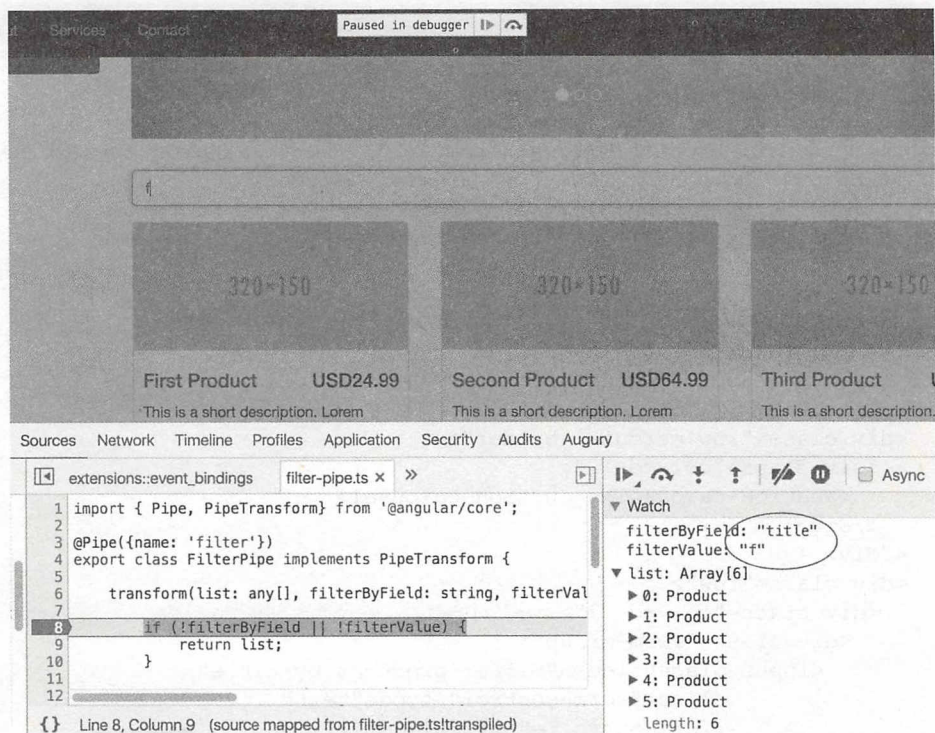 Paused in debugger
Services Contact
f
320×150 320×150 320×150
First Product USD24.99 Second Product USD64.99 Third Product
This is a short description. Lorem This is a short description. Lorem This is a short description.
Sources Network Timeline Profiles Application Security Audits Augury
extensions::event_bindings filter-pipe.ts × » Async
1 import { Pipe, PipeTransform} from '@angular/core';
2
3 @Pipe({name: 'filter'})
4 export class FilterPipe implements PipeTransform {
5
6 transform(list: any[], filterByField: string, filterVal
7
8 if (!filterByField || !filterValue) {
9 return list;
10 }
11
12
{} Line 8, Column 9 (source mapped from filter-pipe.ts!transpiled)
▼ Watch
filterByField: "title"
filterValue: "f"
▼ list: Array[6]
▶ 0: Product
▶ 1: Product
▶ 2: Product
▶ 3: Product
▶ 4: Product
▶ 5: Product
length: 6